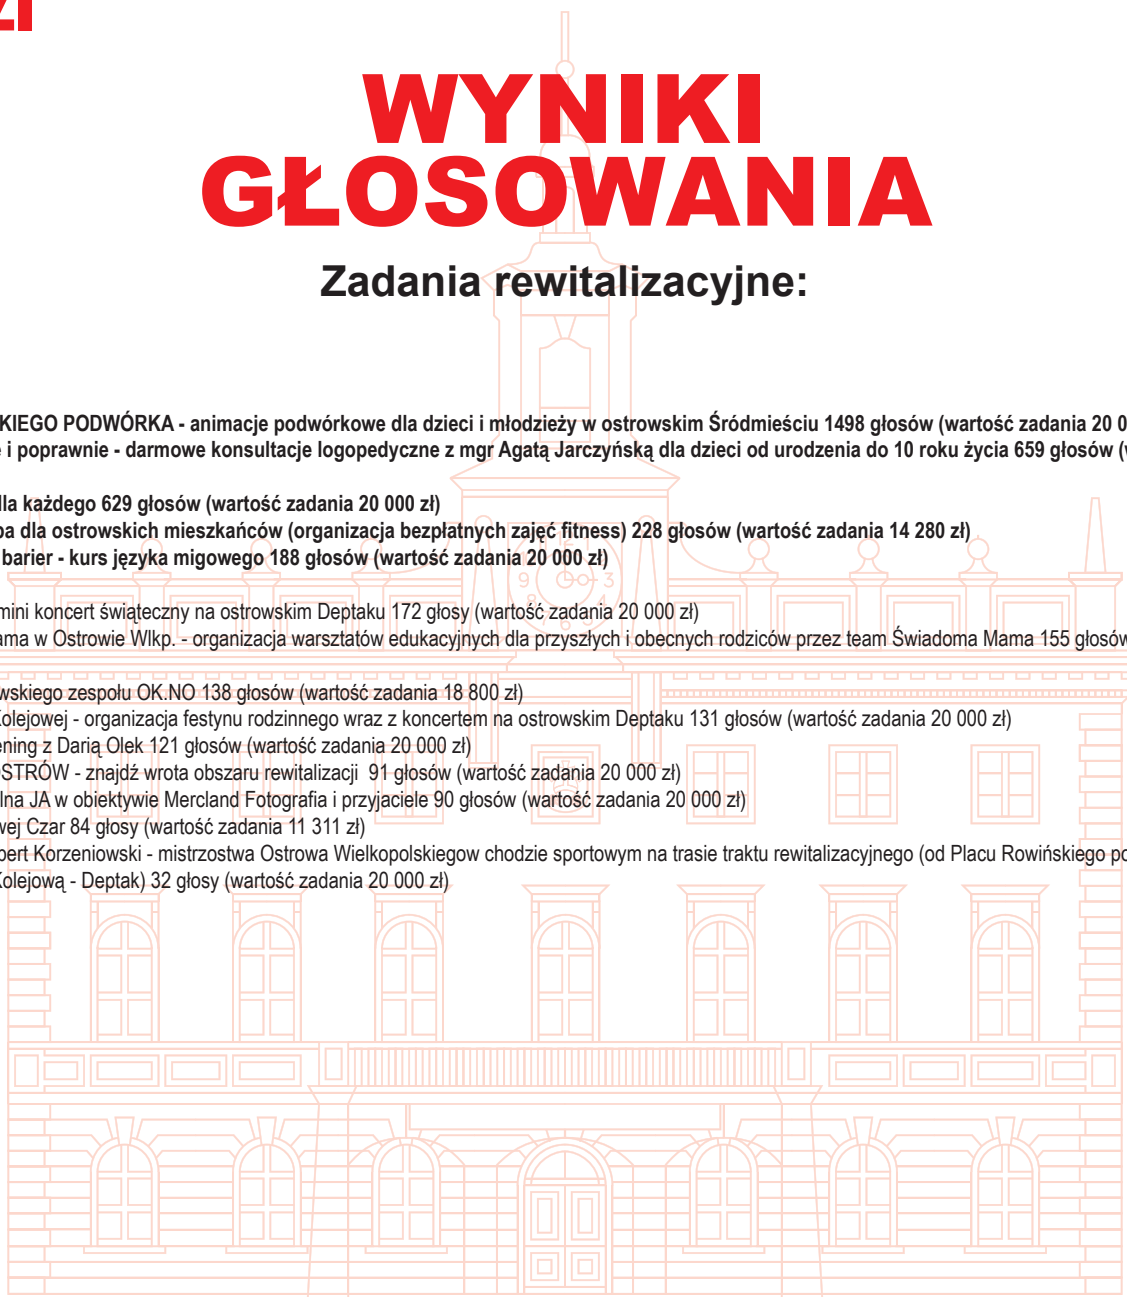 zł
WYNIKI
GŁOSOWANIA
Zadania rewitalizacyjne:
KIEGO PODWÓRKA - animacje podwórkowe dla dzieci i młodzieży w ostrowskim Śródmieściu 1498 głosów (wartość zadania 20 0
i poprawnie - darmowe konsultacje logopedyczne z mgr Agatą Jarczyńską dla dzieci od urodzenia do 10 roku życia 659 głosów (
dla każdego 629 głosów (wartość zadania 20 000 zł)
pa dla ostrowskich mieszkańców (organizacja bezpłatnych zajęć fitness) 228 głosów (wartość zadania 14 280 zł)
barier - kurs języka migowego 188 głosów (wartość zadania 20 000 zł)
mini koncert świąteczny na ostrowskim Deptaku 172 głosy (wartość zadania 20 000 zł)
ama w Ostrowie Wlkp. - organizacja warsztatów edukacyjnych dla przyszłych i obecnych rodziców przez team Świadoma Mama 155 głosów
wskiego zespołu OK.NO 138 głosów (wartość zadania 18 800 zł)
Kolejowej - organizacja festynu rodzinnego wraz z koncertem na ostrowskim Deptaku 131 głosów (wartość zadania 20 000 zł)
ening z Darią Olek 121 głosów (wartość zadania 20 000 zł)
OSTRÓW - znajdź wrota obszaru rewitalizacji 91 głosów (wartość zadania 20 000 zł)
lna JA w obiektywie Mercland Fotografia i przyjaciele 90 głosów (wartość zadania 20 000 zł)
wej Czar 84 głosy (wartość zadania 11 311 zł)
bert Korzeniowski - mistrzostwa Ostrowa Wielkopolskiegow chodzie sportowym na trasie traktu rewitalizacyjnego (od Placu Rowińskiego po
Kolejową - Deptak) 32 głosy (wartość zadania 20 000 zł)